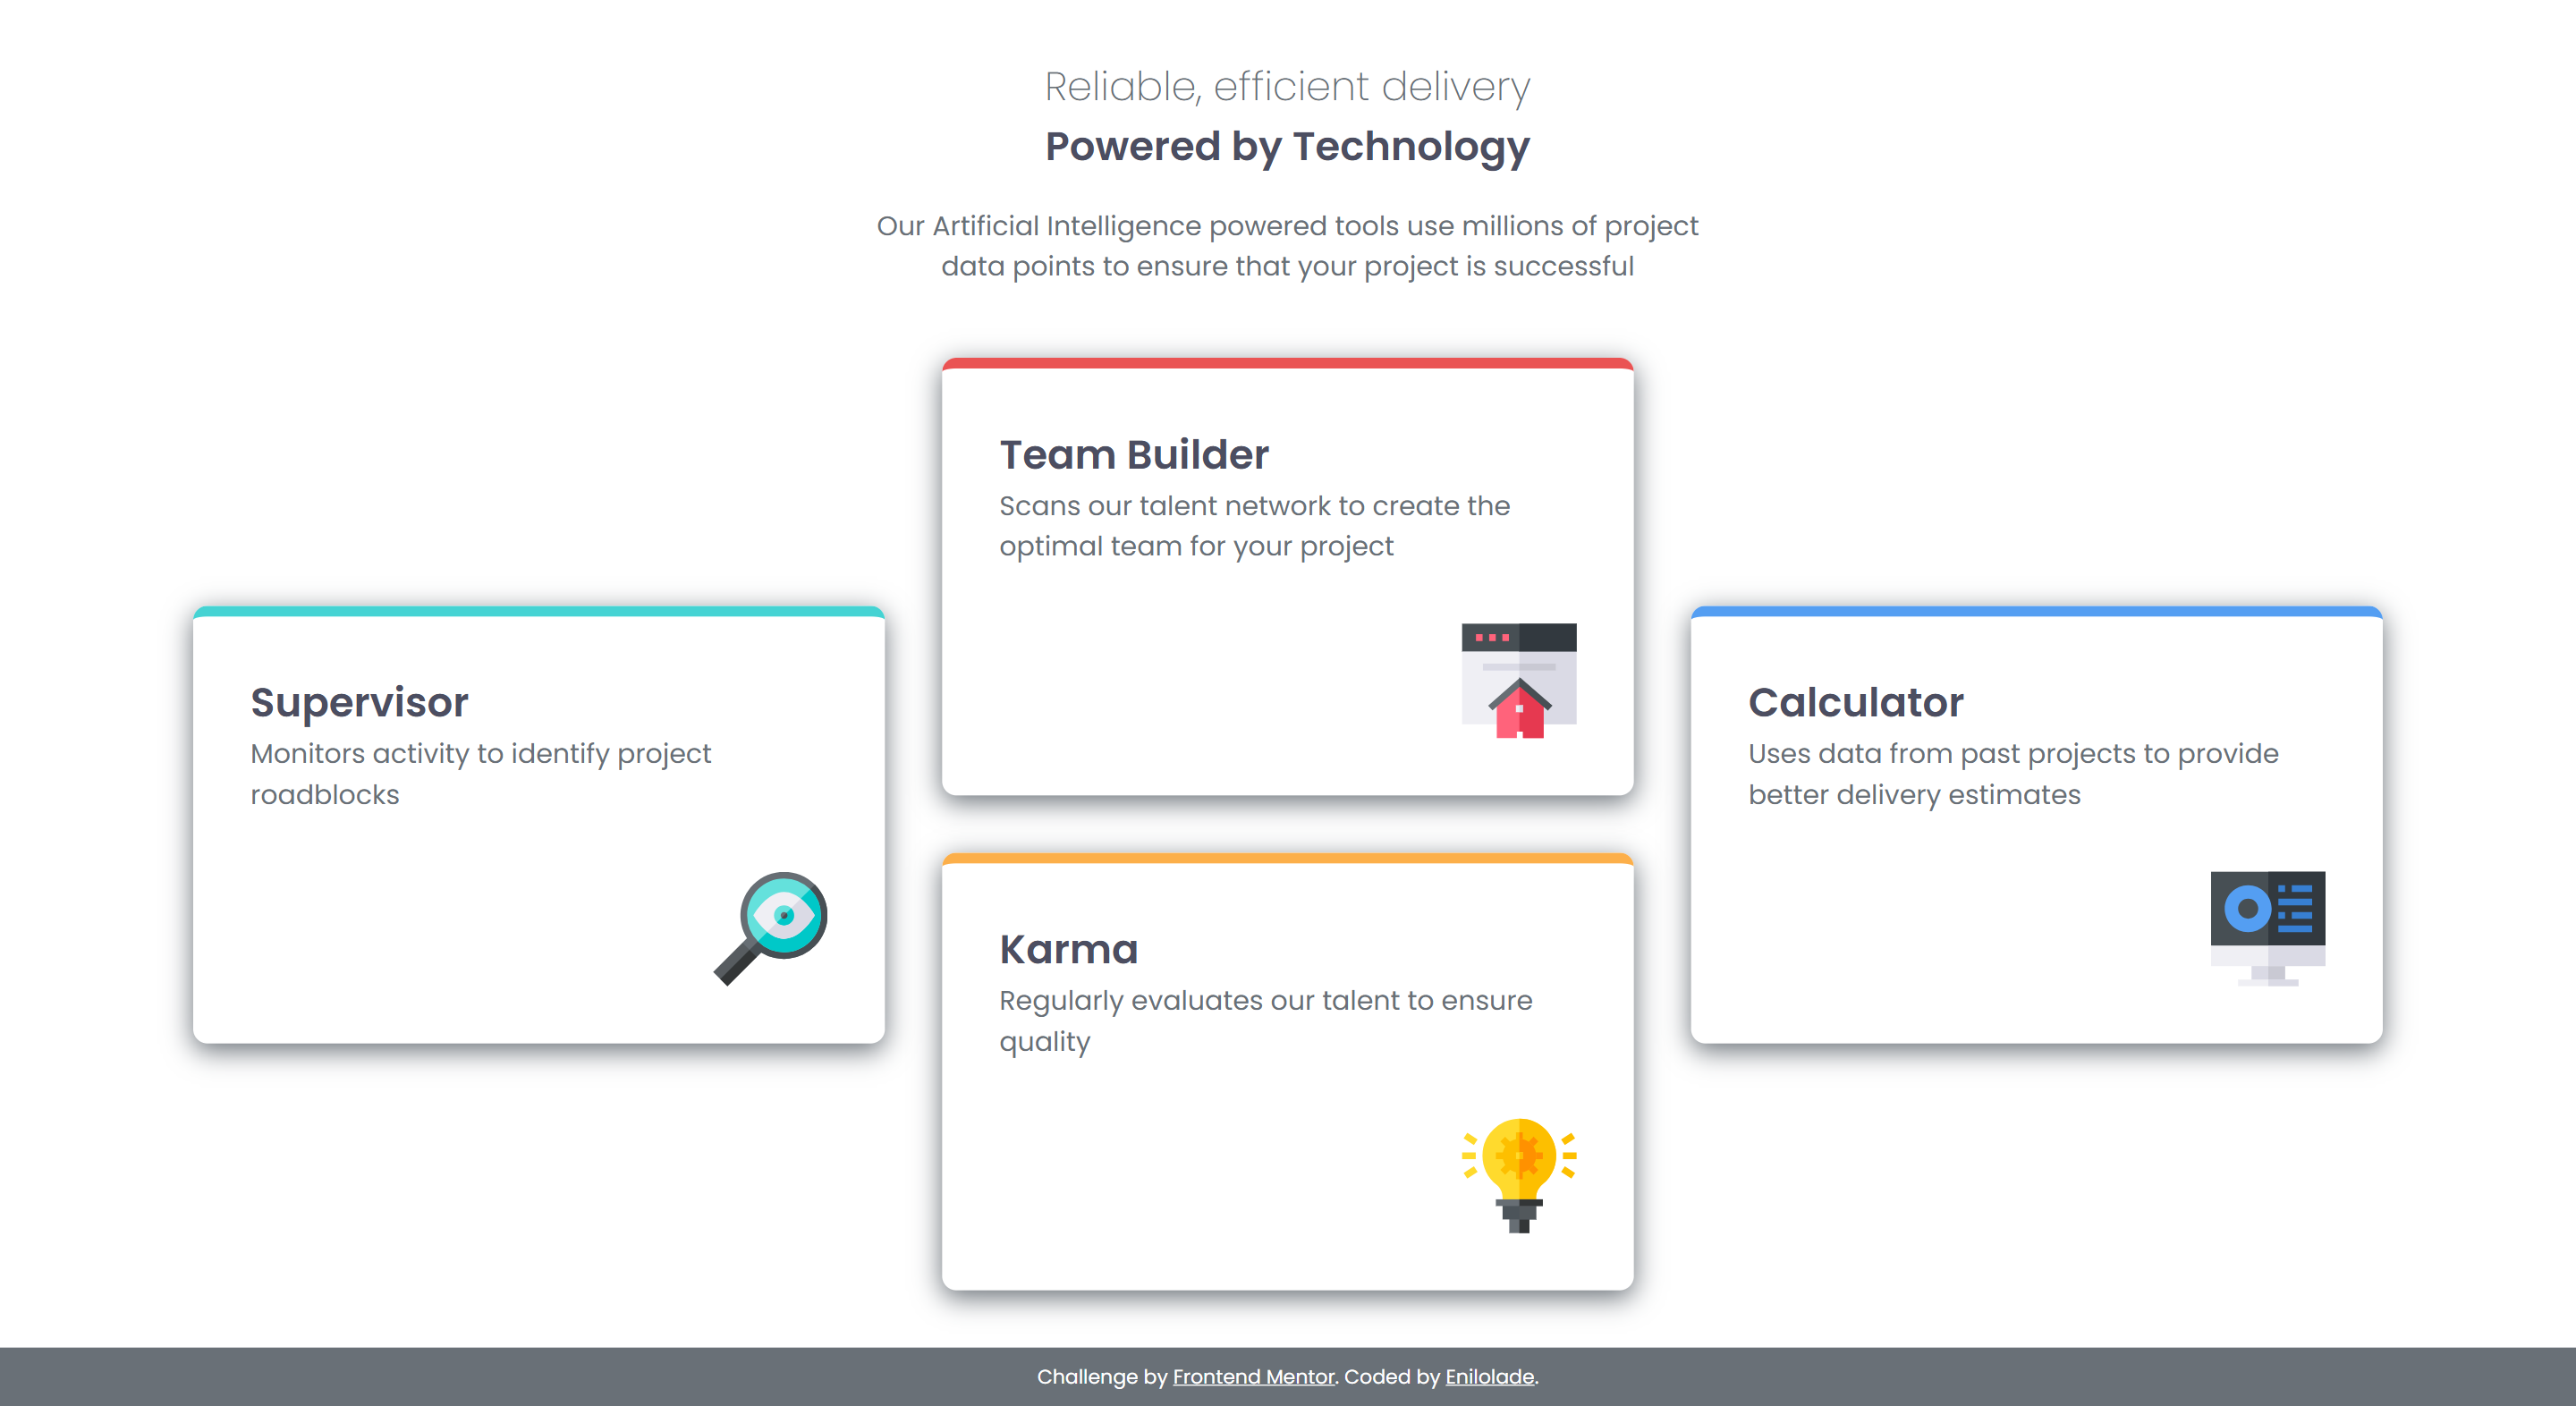 Reliable, efficient delivery
Powered by Technology
Our Artificial Intelligence powered tools use millions of project
data points to ensure that your project is successful
Supervisor
Monitors activity to identify project
roadblocks
Team Builder
Scans our talent network to create the
optimal team for your project
Karma
Regularly evaluates our talent to ensure
quality
Calculator
Uses data from past projects to provide
better delivery estimates
Challenge by Frontend Mentor. Coded by Enilolade.